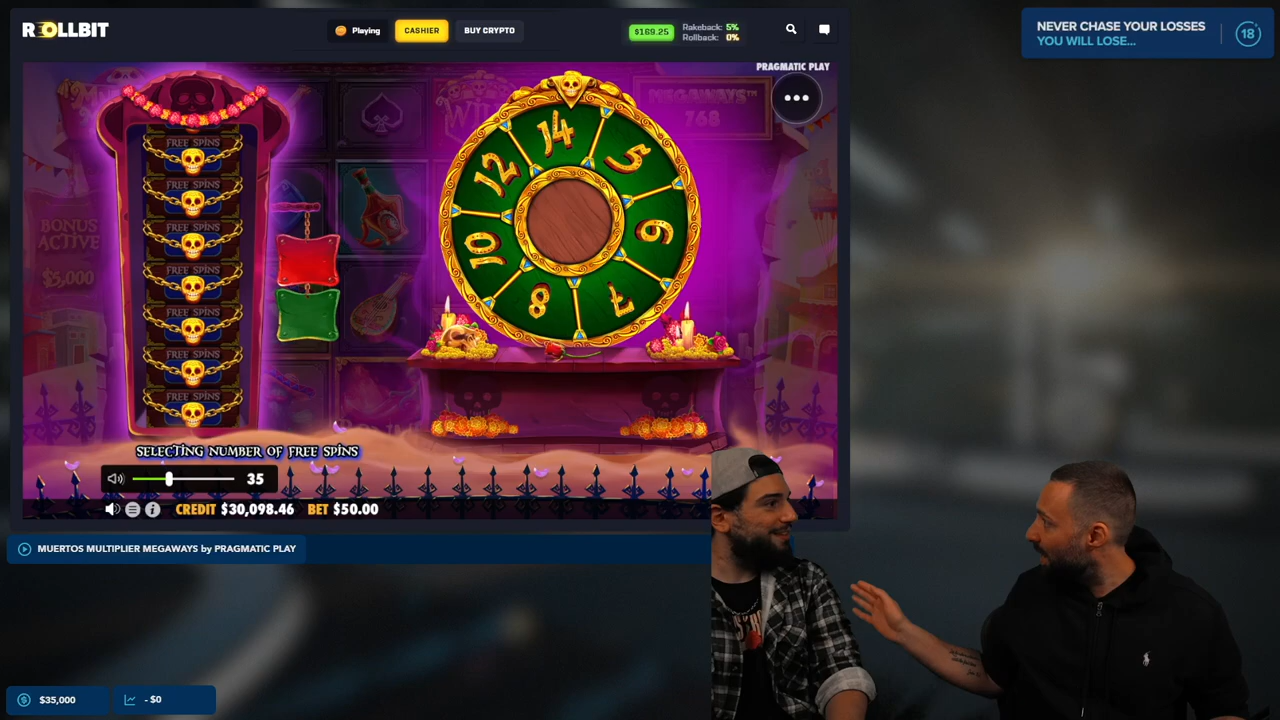 ROLLBIT
Playing
CASHIER
BUY CRYPTO
$169.25
Rakeback: 5%
Rollback: 0%
NEVER CHASE YOUR LOSSES
YOU WILL LOSE...
18+
PRAGMATIC PLAY
MEGAWAYS™
768
WILD
BONUS
ACTIVE
$5,000
FREE SPINS
FREE SPINS
FREE SPINS
FREE SPINS
FREE SPINS
FREE SPINS
FREE SPINS
14
5
6
7
8
10
12
SELECTING NUMBER OF FREE SPINS
35
CREDIT $30,098.46 BET $50.00
MUERTOS MULTIPLIER MEGAWAYS by PRAGMATIC PLAY
$35,000
- $0